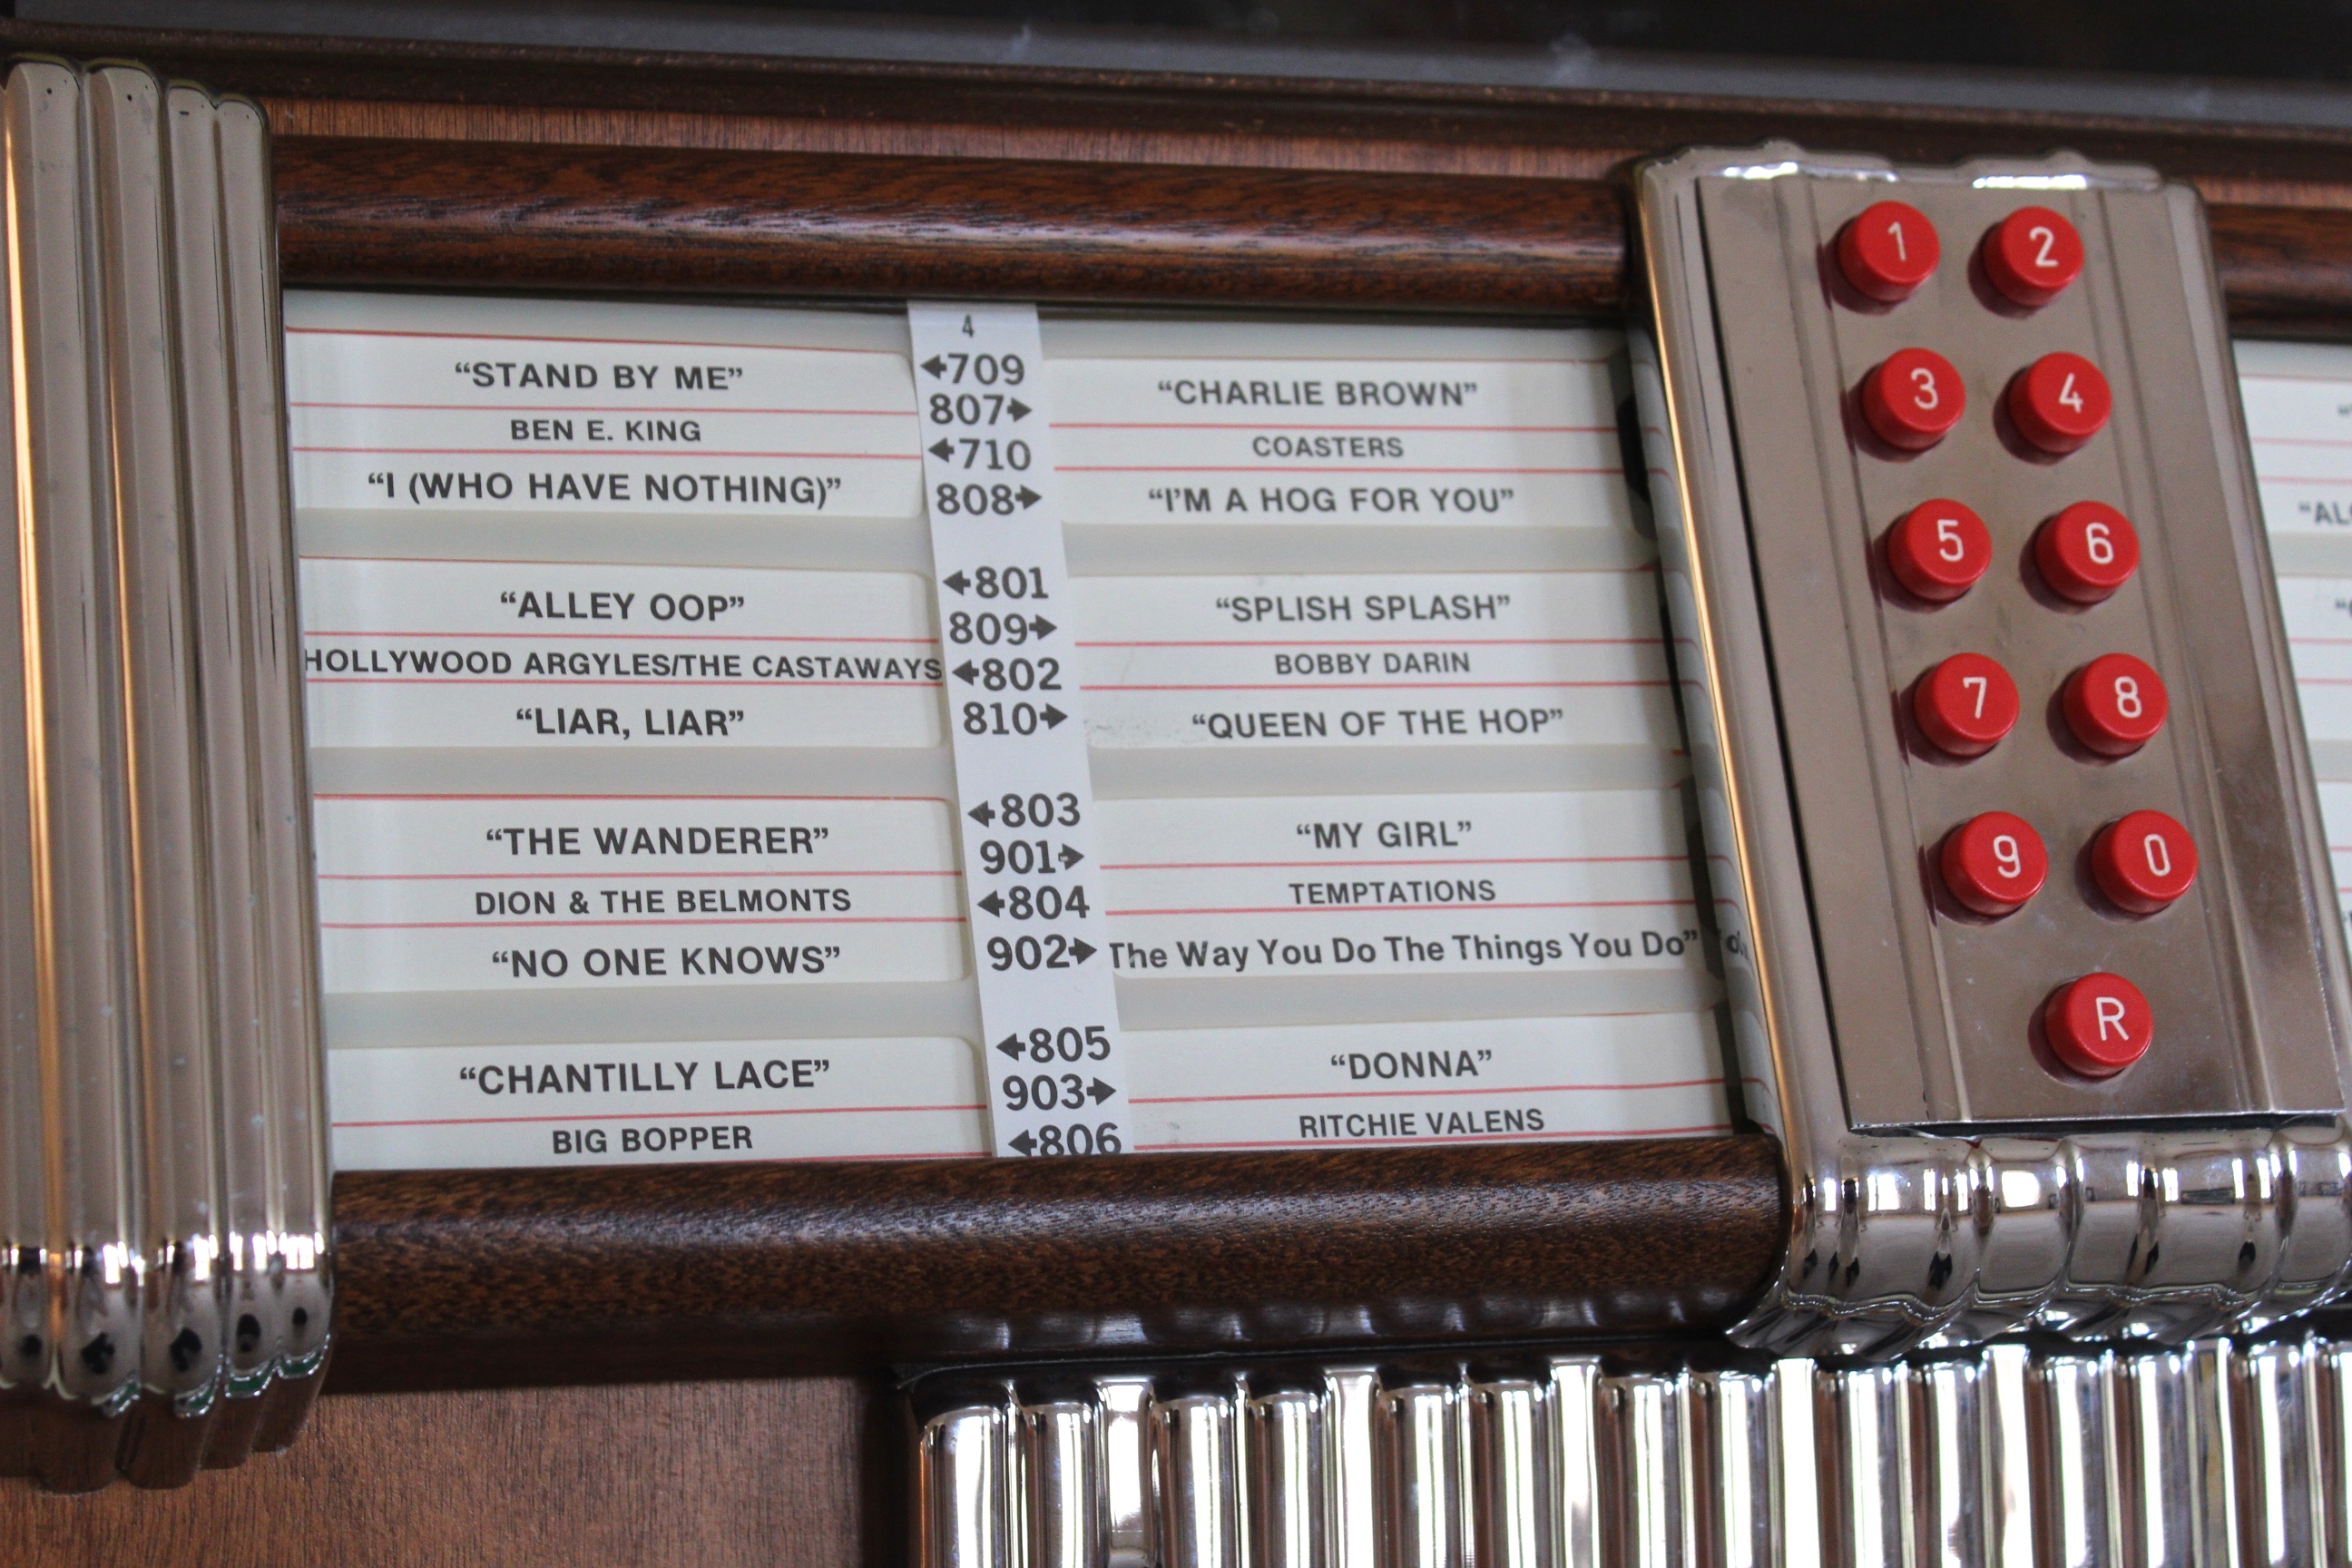 4
"STAND BY ME"
BEN E. KING
"I (WHO HAVE NOTHING)"
709
807
710
808
"CHARLIE BROWN"
COASTERS
"I'M A HOG FOR YOU"
"ALLEY OOP"
HOLLYWOOD ARGYLES/THE CASTAWAYS
"LIAR, LIAR"
801
809
802
810
"SPLISH SPLASH"
BOBBY DARIN
"QUEEN OF THE HOP"
"THE WANDERER"
DION & THE BELMONTS
"NO ONE KNOWS"
803
901
804
902
"MY GIRL"
TEMPTATIONS
The Way You Do The Things You Do"
"CHANTILLY LACE"
BIG BOPPER
805
903
806
"DONNA"
RITCHIE VALENS
1 2
3 4
5 6
7 8
9 0
R